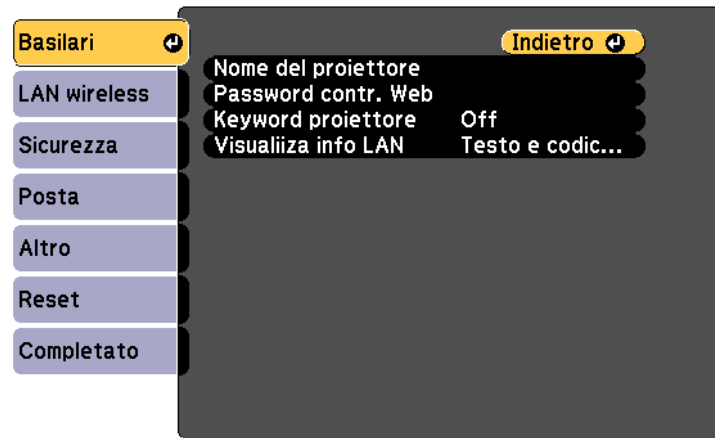 Basilari
LAN wireless
Sicurezza
Posta
Altro
Reset
Completato
Indietro
Nome del proiettore
Password contr. Web
Keyword proiettore Off
Visualiiza info LAN Testo e codic...